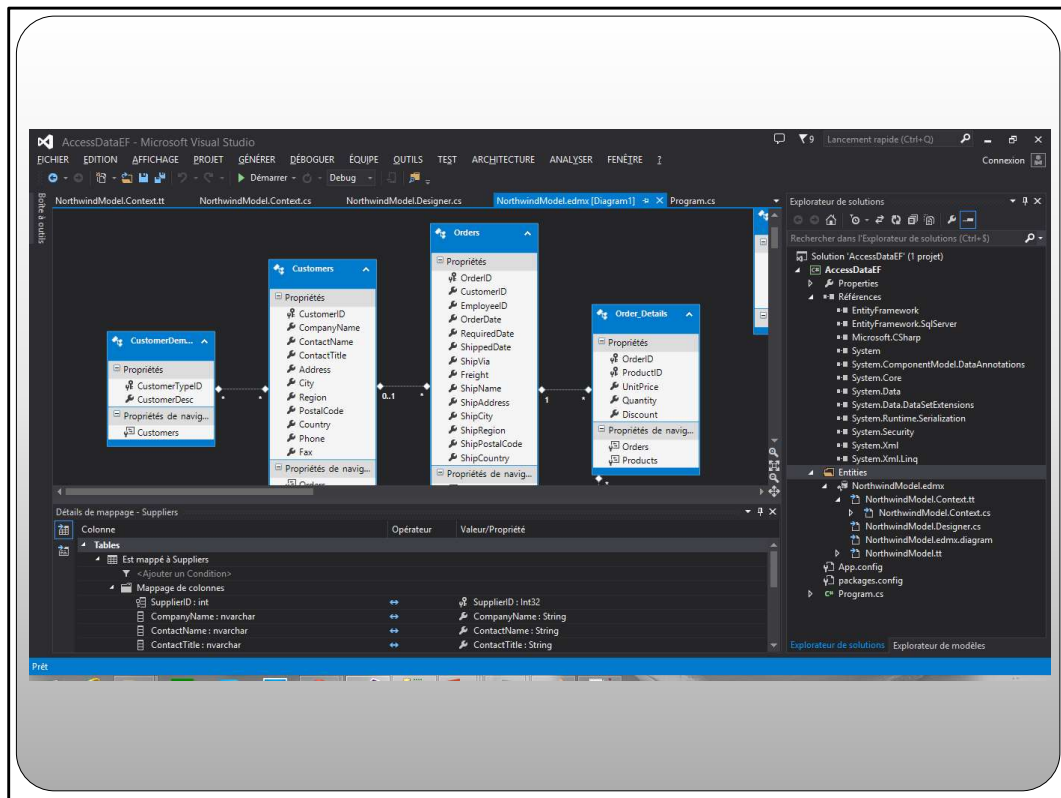 AccessDataEF - Microsoft Visual Studio
9
Lancement rapide (Ctrl+Q)
FICHIER EDITION AFFICHAGE PROJET GÉNÉRER DÉBOGUER ÉQUIPE OUTILS TEST ARCHITECTURE ANALYSER FENÊTRE ?
Connexion
Démarrer
Debug
Boîte à outils
NorthwindModel.Context.tt
NorthwindModel.Context.cs
NorthwindModel.Designer.cs
NorthwindModel.edmx [Diagram1]
Program.cs
CustomerDem...
Propriétés
CustomerTypeID
CustomerDesc
Propriétés de navig...
Customers
*
*
Customers
Propriétés
CustomerID
CompanyName
ContactName
ContactTitle
Address
City
Region
PostalCode
Country
Phone
Fax
Propriétés de navig...
Orders
0..1
*
Orders
Propriétés
OrderID
CustomerID
EmployeeID
OrderDate
RequiredDate
ShippedDate
ShipVia
Freight
ShipName
ShipAddress
ShipCity
ShipRegion
ShipPostalCode
ShipCountry
Propriétés de navig...
1
*
Order_Details
Propriétés
OrderID
ProductID
UnitPrice
Quantity
Discount
Propriétés de navig...
Orders
Products
*
Détails de mappage - Suppliers
Colonne Opérateur Valeur/Propriété
Tables
Est mappé à Suppliers
<Ajouter un Condition>
Mappage de colonnes
SupplierID : int SupplierID : Int32
CompanyName : nvarchar CompanyName : String
ContactName : nvarchar ContactName : String
ContactTitle : nvarchar ContactTitle : String
Explorateur de solutions
Rechercher dans l'Explorateur de solutions (Ctrl+$)
Solution 'AccessDataEF' (1 projet)
AccessDataEF
Properties
Références
EntityFramework
EntityFramework.SqlServer
Microsoft.CSharp
System
System.ComponentModel.DataAnnotations
System.Core
System.Data
System.Data.DataSetExtensions
System.Runtime.Serialization
System.Security
System.Xml
System.Xml.Linq
Entities
NorthwindModel.edmx
NorthwindModel.Context.tt
NorthwindModel.Context.cs
NorthwindModel.Designer.cs
NorthwindModel.edmx.diagram
NorthwindModel.tt
App.config
packages.config
C# Program.cs
Explorateur de solutions Explorateur de modèles
Prêt